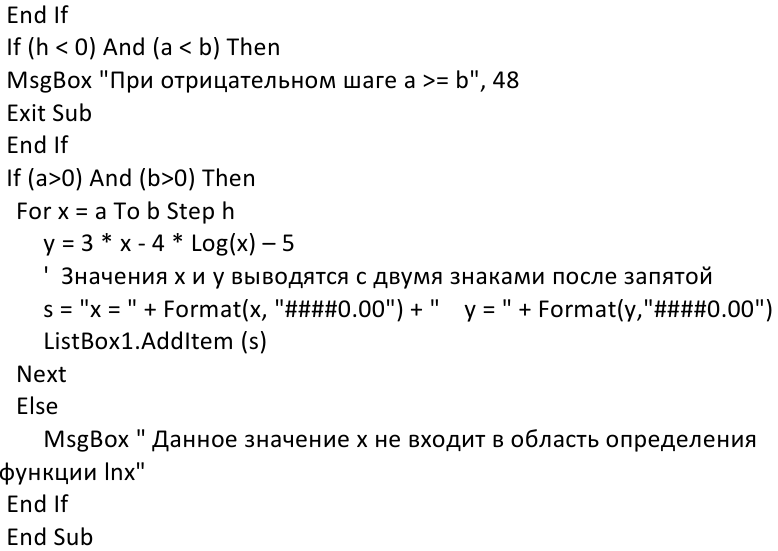 End If
If (h < 0) And (a < b) Then
MsgBox "При отрицательном шаге a >= b", 48
Exit Sub
End If
If (a>0) And (b>0) Then
For x = a To b Step h
y = 3 * x - 4 * Log(x) – 5
' Значения x и y выводятся с двумя знаками после запятой
s = "x = " + Format(x, "####0.00") + "    y = " + Format(y,"####0.00")
ListBox1.AddItem (s)
Next
Else
MsgBox " Данное значение x не входит в область определения
функции lnx"
End If
End Sub